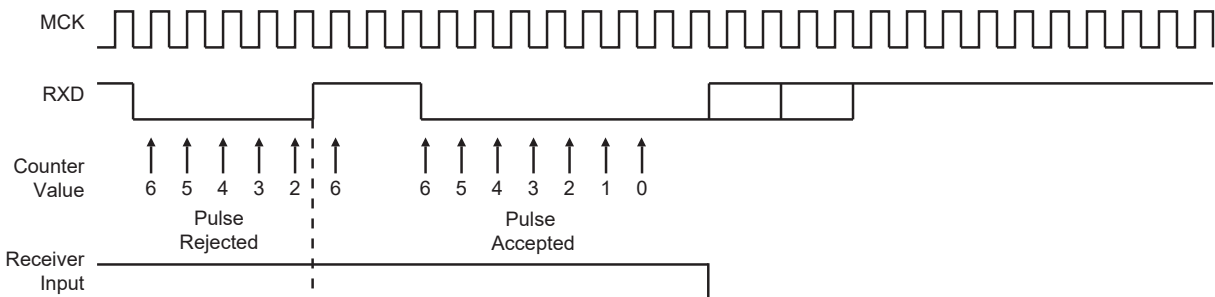 MCK
RXD
Counter
Value
6 5 4 3 2 6 6 5 4 3 2 1 0
Pulse
Rejected
Pulse
Accepted
Receiver
Input